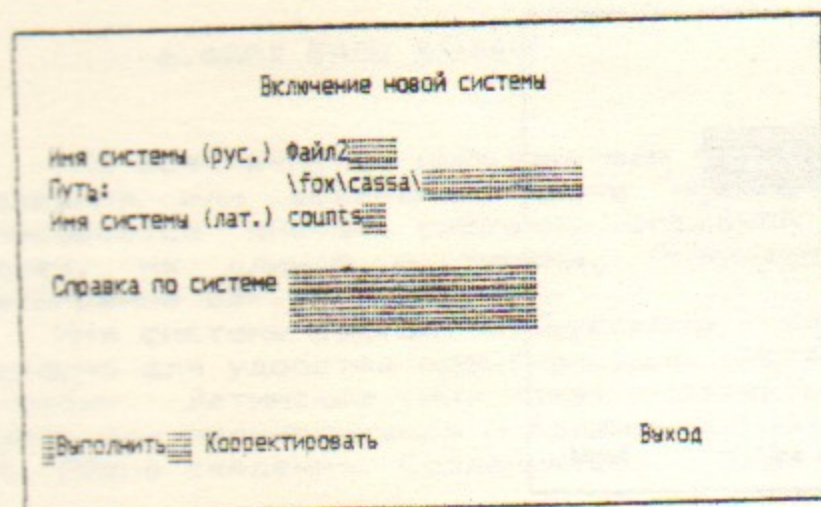 Включение новой системы
Имя системы (рус.) Файл2
Путь: \fox\cassa\
Имя системы (лат.) counts
Справка по системе
Выполнить Корректировать Выход